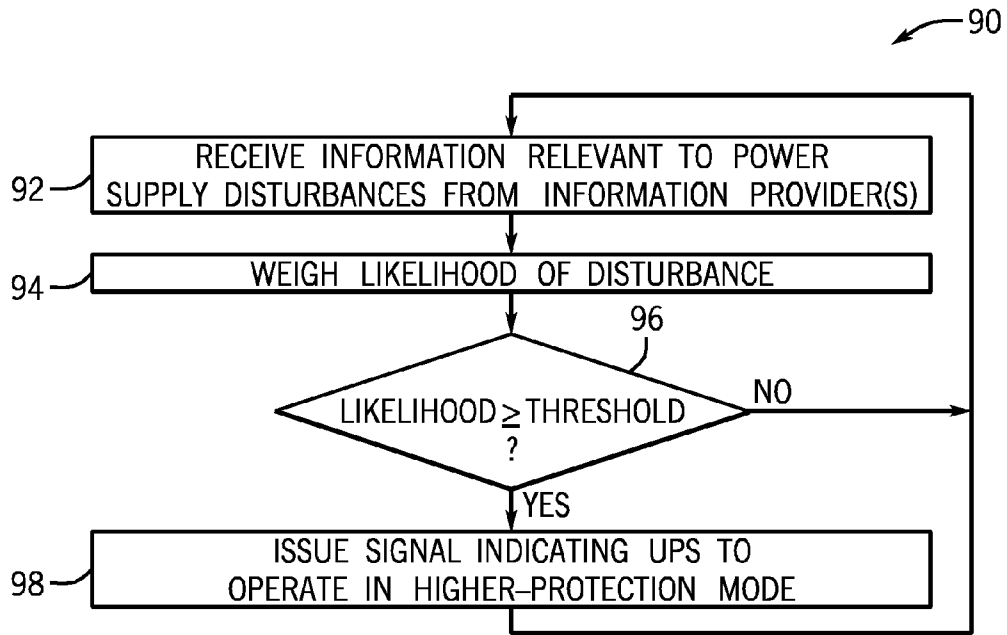 90
RECEIVE INFORMATION RELEVANT TO POWER
SUPPLY DISTURBANCES FROM INFORMATION PROVIDER(S)
92
WEIGH LIKELIHOOD OF DISTURBANCE
94
96
LIKELIHOOD ≥ THRESHOLD
?
NO
YES
ISSUE SIGNAL INDICATING UPS TO
OPERATE IN HIGHER–PROTECTION MODE
98